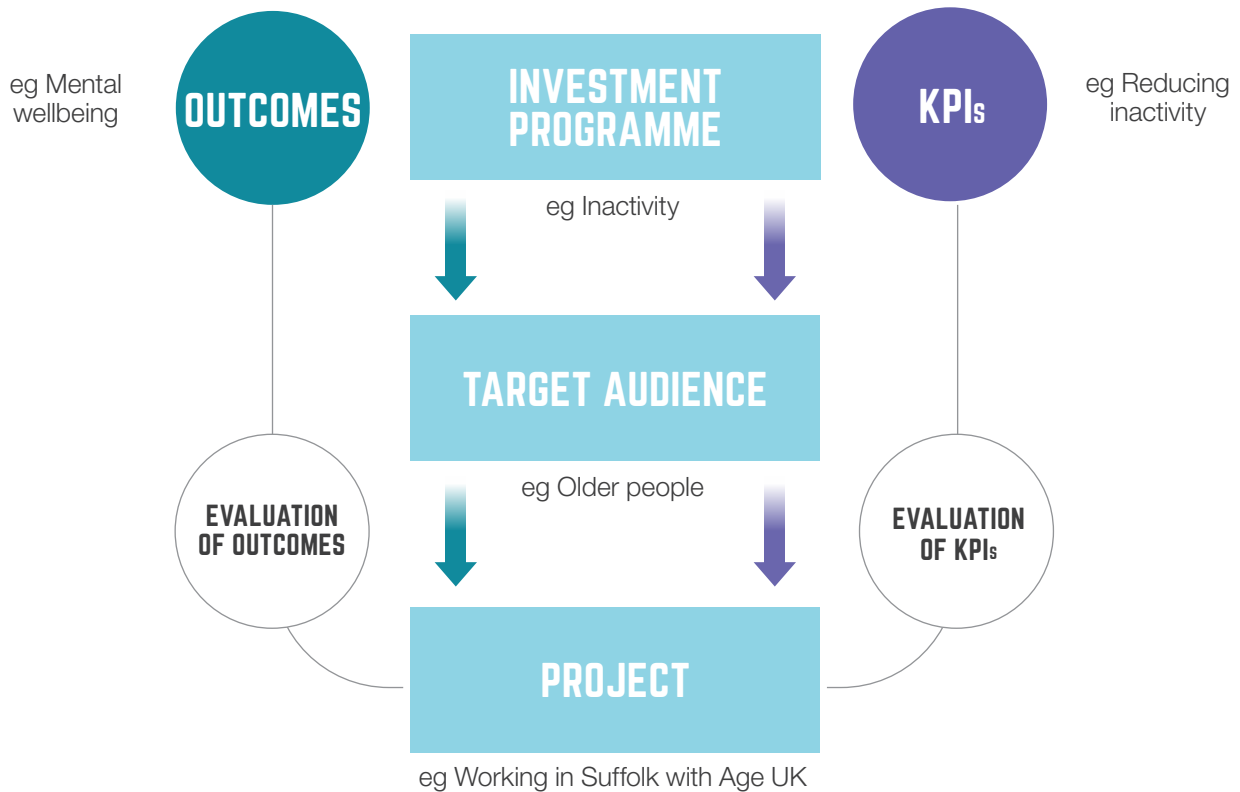 eg Mental
wellbeing
OUTCOMES
INVESTMENT
PROGRAMME
KPIs
eg Reducing
inactivity
eg Inactivity
TARGET AUDIENCE
eg Older people
EVALUATION
OF OUTCOMES
EVALUATION
OF KPIs
PROJECT
eg Working in Suffolk with Age UK